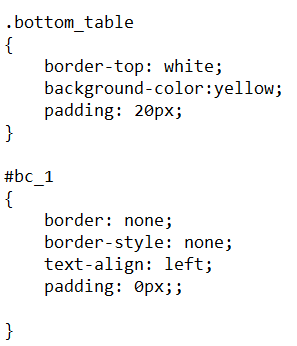 .bottom_table
{
    border-top: white;
    background-color:yellow;
    padding: 20px;
}

#bc_1
{
    border: none;
    border-style: none;
    text-align: left;
    padding: 0px;;

}